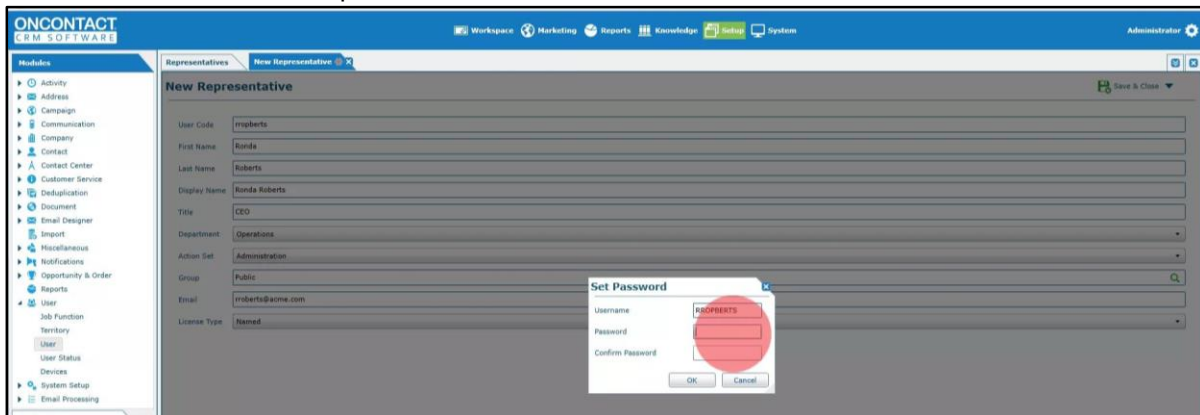 ONCONTACT
CRM SOFTWARE
Workspace Marketing Reports Knowledge Setup System
Administrator
Modules
Representatives New Representative
Activity
Address
Campaign
Communication
Company
Contact
Contact Center
Customer Service
Deduplication
Document
Email Designer
Import
Miscellaneous
Notifications
Opportunity & Order
Reports
User
Job Function
Territory
User
User Status
Devices
System Setup
Email Processing
New Representative
Save & Close
User Code rropberts
First Name Ronda
Last Name Roberts
Display Name Ronda Roberts
Title CEO
Department Operations
Action Set Administration
Group Public
Email rroberts@acme.com
License Type Named
Set Password
Username RROPBERTS
Password
Confirm Password
OK Cancel